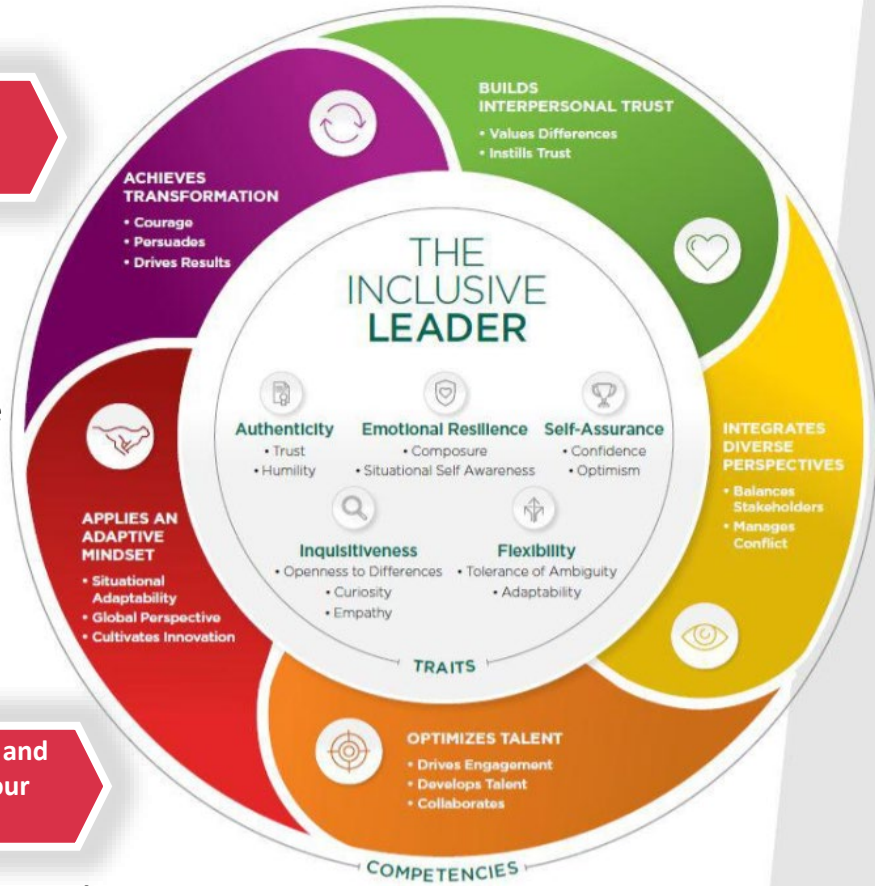 BUILDS
INTERPERSONAL TRUST
• Values Differences
• Instills Trust
ACHIEVES
TRANSFORMATION
• Courage
• Persuades
• Drives Results
THE
INCLUSIVE
LEADER
Authenticity
• Trust
• Humility
Emotional Resilience
• Composure
• Situational Self Awareness
Self-Assurance
• Confidence
• Optimism
INTEGRATES
DIVERSE
PERSPECTIVES
• Balances
Stakeholders
• Manages
Conflict
APPLIES AN
ADAPTIVE
MINDSET
• Situational
Adaptability
• Global Perspective
• Cultivates Innovation
Inquisitiveness
• Openness to Differences
• Curiosity
• Empathy
Flexibility
• Tolerance of Ambiguity
• Adaptability
TRAITS
OPTIMIZES TALENT
• Drives Engagement
• Develops Talent
• Collaborates
and
our
COMPETENCIES